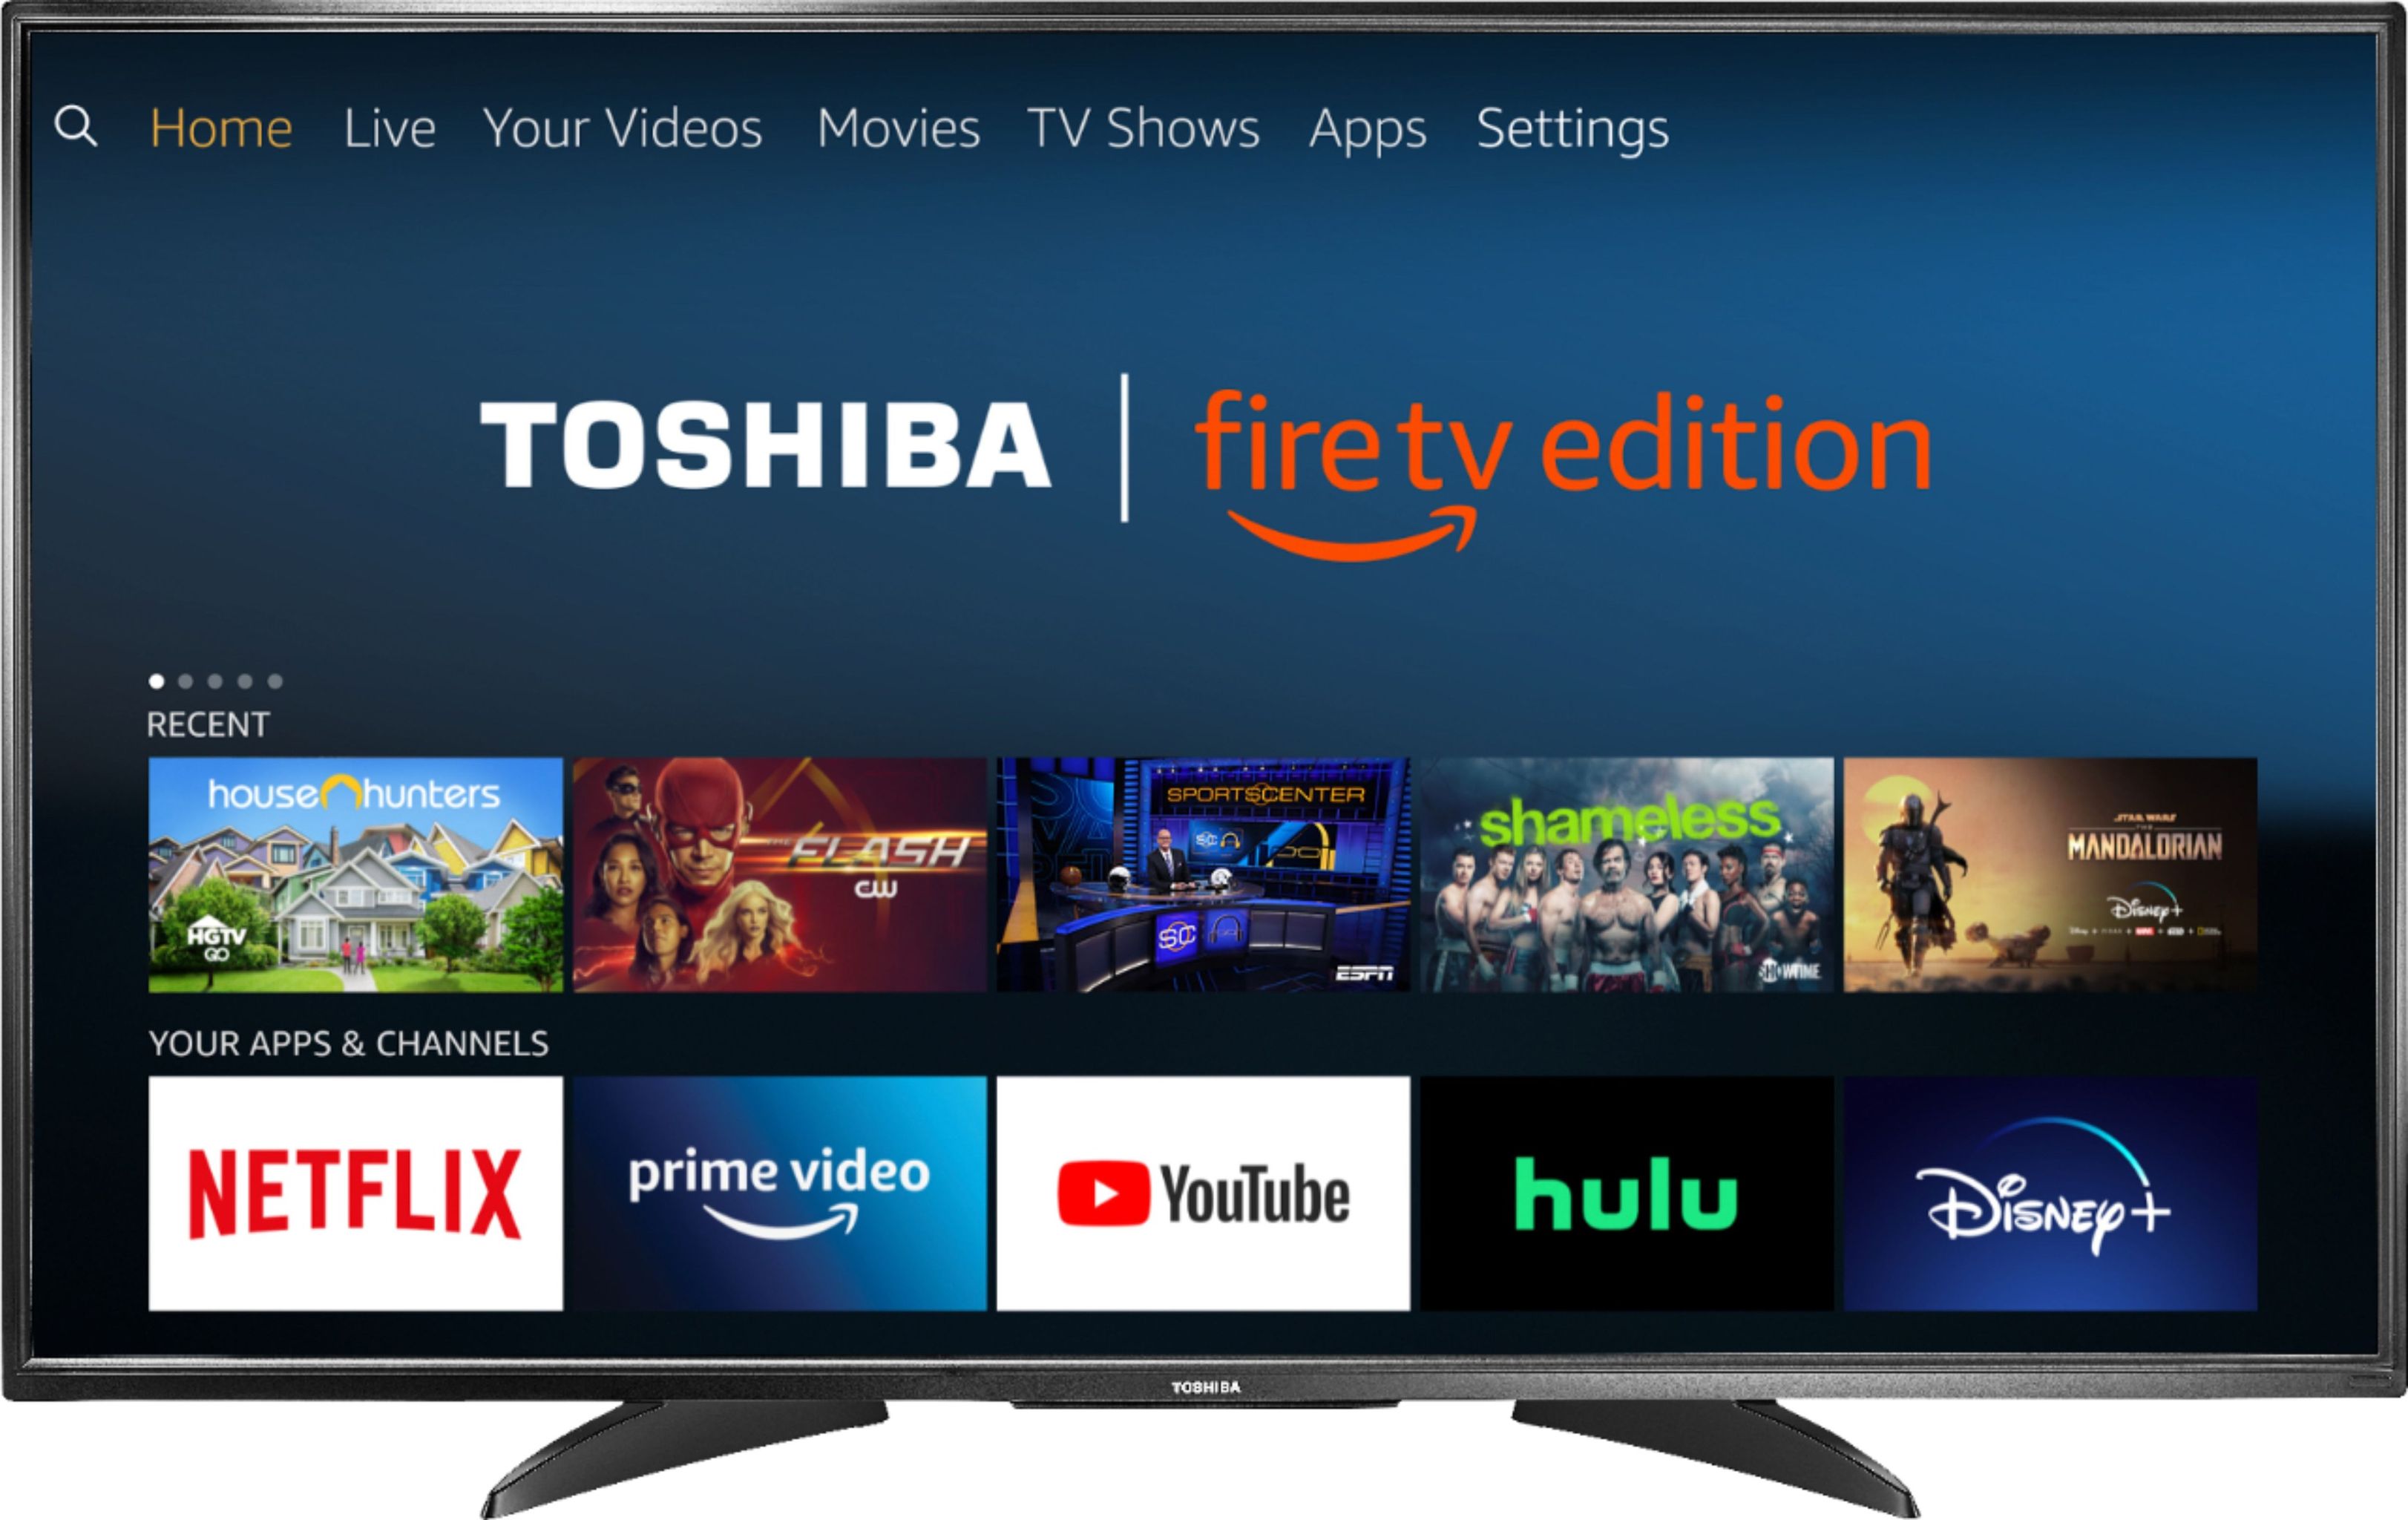 Home Live Your Videos Movies TV Shows Apps Settings
TOSHIBA | fire tv edition
RECENT
house hunters
HGTV
GO
THE FLASH
CW
SPORTSCENTER
SC
SC
ESPN
shameless
SHOWTIME
STAR WARS
THE
MANDALORIAN
Disney+
YOUR APPS & CHANNELS
NETFLIX
prime video
YouTube
hulu
Disney+
TOSHIBA